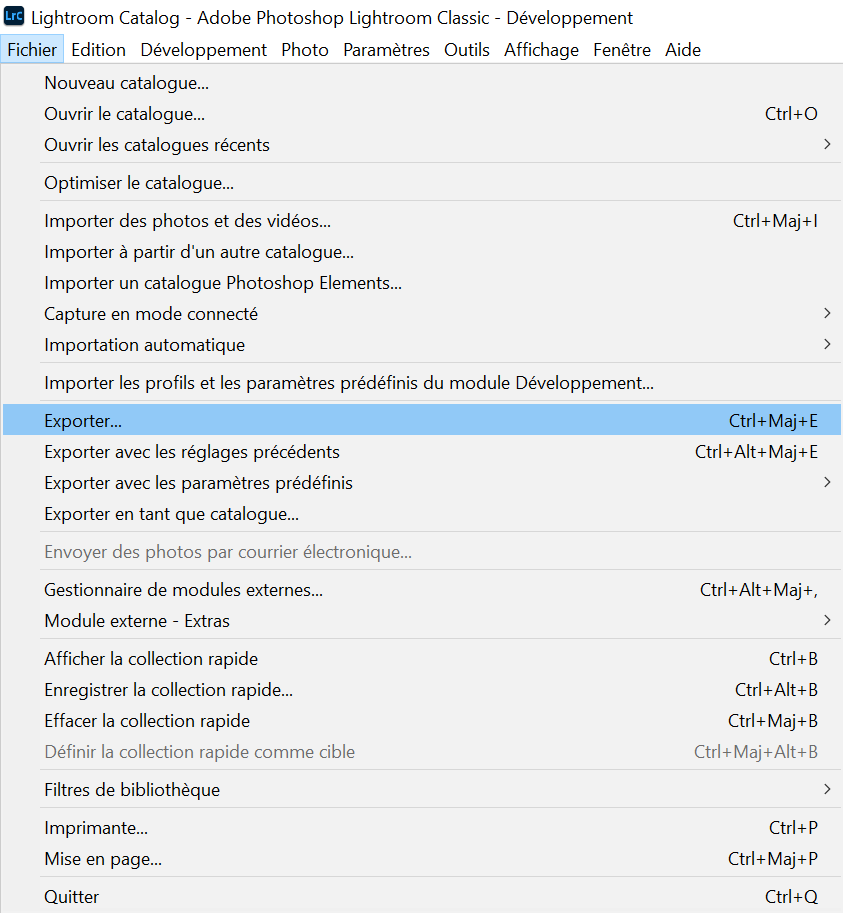 LrC Lightroom Catalog - Adobe Photoshop Lightroom Classic - Développement
Fichier Edition Développement Photo Paramètres Outils Affichage Fenêtre Aide
Nouveau catalogue...
Ouvrir le catalogue... Ctrl+O
Ouvrir les catalogues récents
Optimiser le catalogue...
Importer des photos et des vidéos... Ctrl+Maj+I
Importer à partir d'un autre catalogue...
Importer un catalogue Photoshop Elements...
Capture en mode connecté
Importation automatique
Importer les profils et les paramètres prédéfinis du module Développement...
Exporter... Ctrl+Maj+E
Exporter avec les réglages précédents Ctrl+Alt+Maj+E
Exporter avec les paramètres prédéfinis
Exporter en tant que catalogue...
Envoyer des photos par courrier électronique...
Gestionnaire de modules externes... Ctrl+Alt+Maj+,
Module externe - Extras
Afficher la collection rapide Ctrl+B
Enregistrer la collection rapide... Ctrl+Alt+B
Effacer la collection rapide Ctrl+Maj+B
Définir la collection rapide comme cible Ctrl+Maj+Alt+B
Filtres de bibliothèque
Imprimante... Ctrl+P
Mise en page... Ctrl+Maj+P
Quitter Ctrl+Q